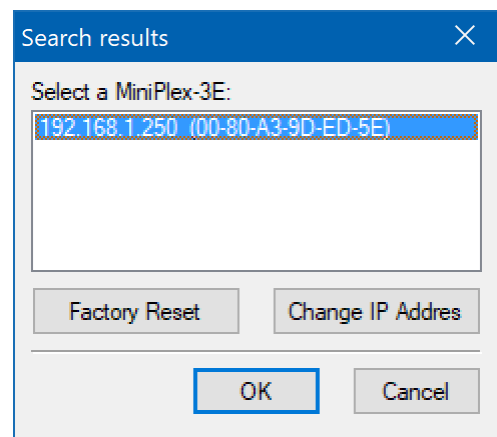 Search results
Select a MiniPlex-3E:
192.168.1.250 (00-80-A3-9D-ED-5E)
Factory Reset
Change IP Addres
OK
Cancel